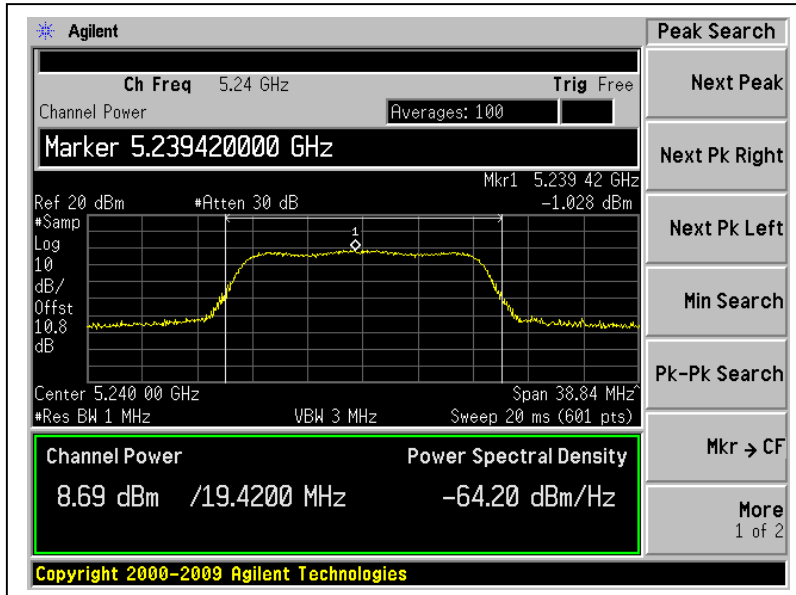 Agilent
Peak Search
Ch Freq 5.24 GHz Trig Free
Channel Power Averages: 100
Marker 5.239420000 GHz
Mkr1 5.239 42 GHz
Ref 20 dBm #Atten 30 dB -1.028 dBm
#Samp
Log
10
dB/
Offst
10.8
dB
1
Center 5.240 00 GHz Span 38.84 MHz^
#Res BW 1 MHz VBW 3 MHz Sweep 20 ms (601 pts)
Channel Power Power Spectral Density
8.69 dBm /19.4200 MHz -64.20 dBm/Hz
Copyright 2000-2009 Agilent Technologies
Next Peak
Next Pk Right
Next Pk Left
Min Search
Pk-Pk Search
Mkr → CF
More
1 of 2